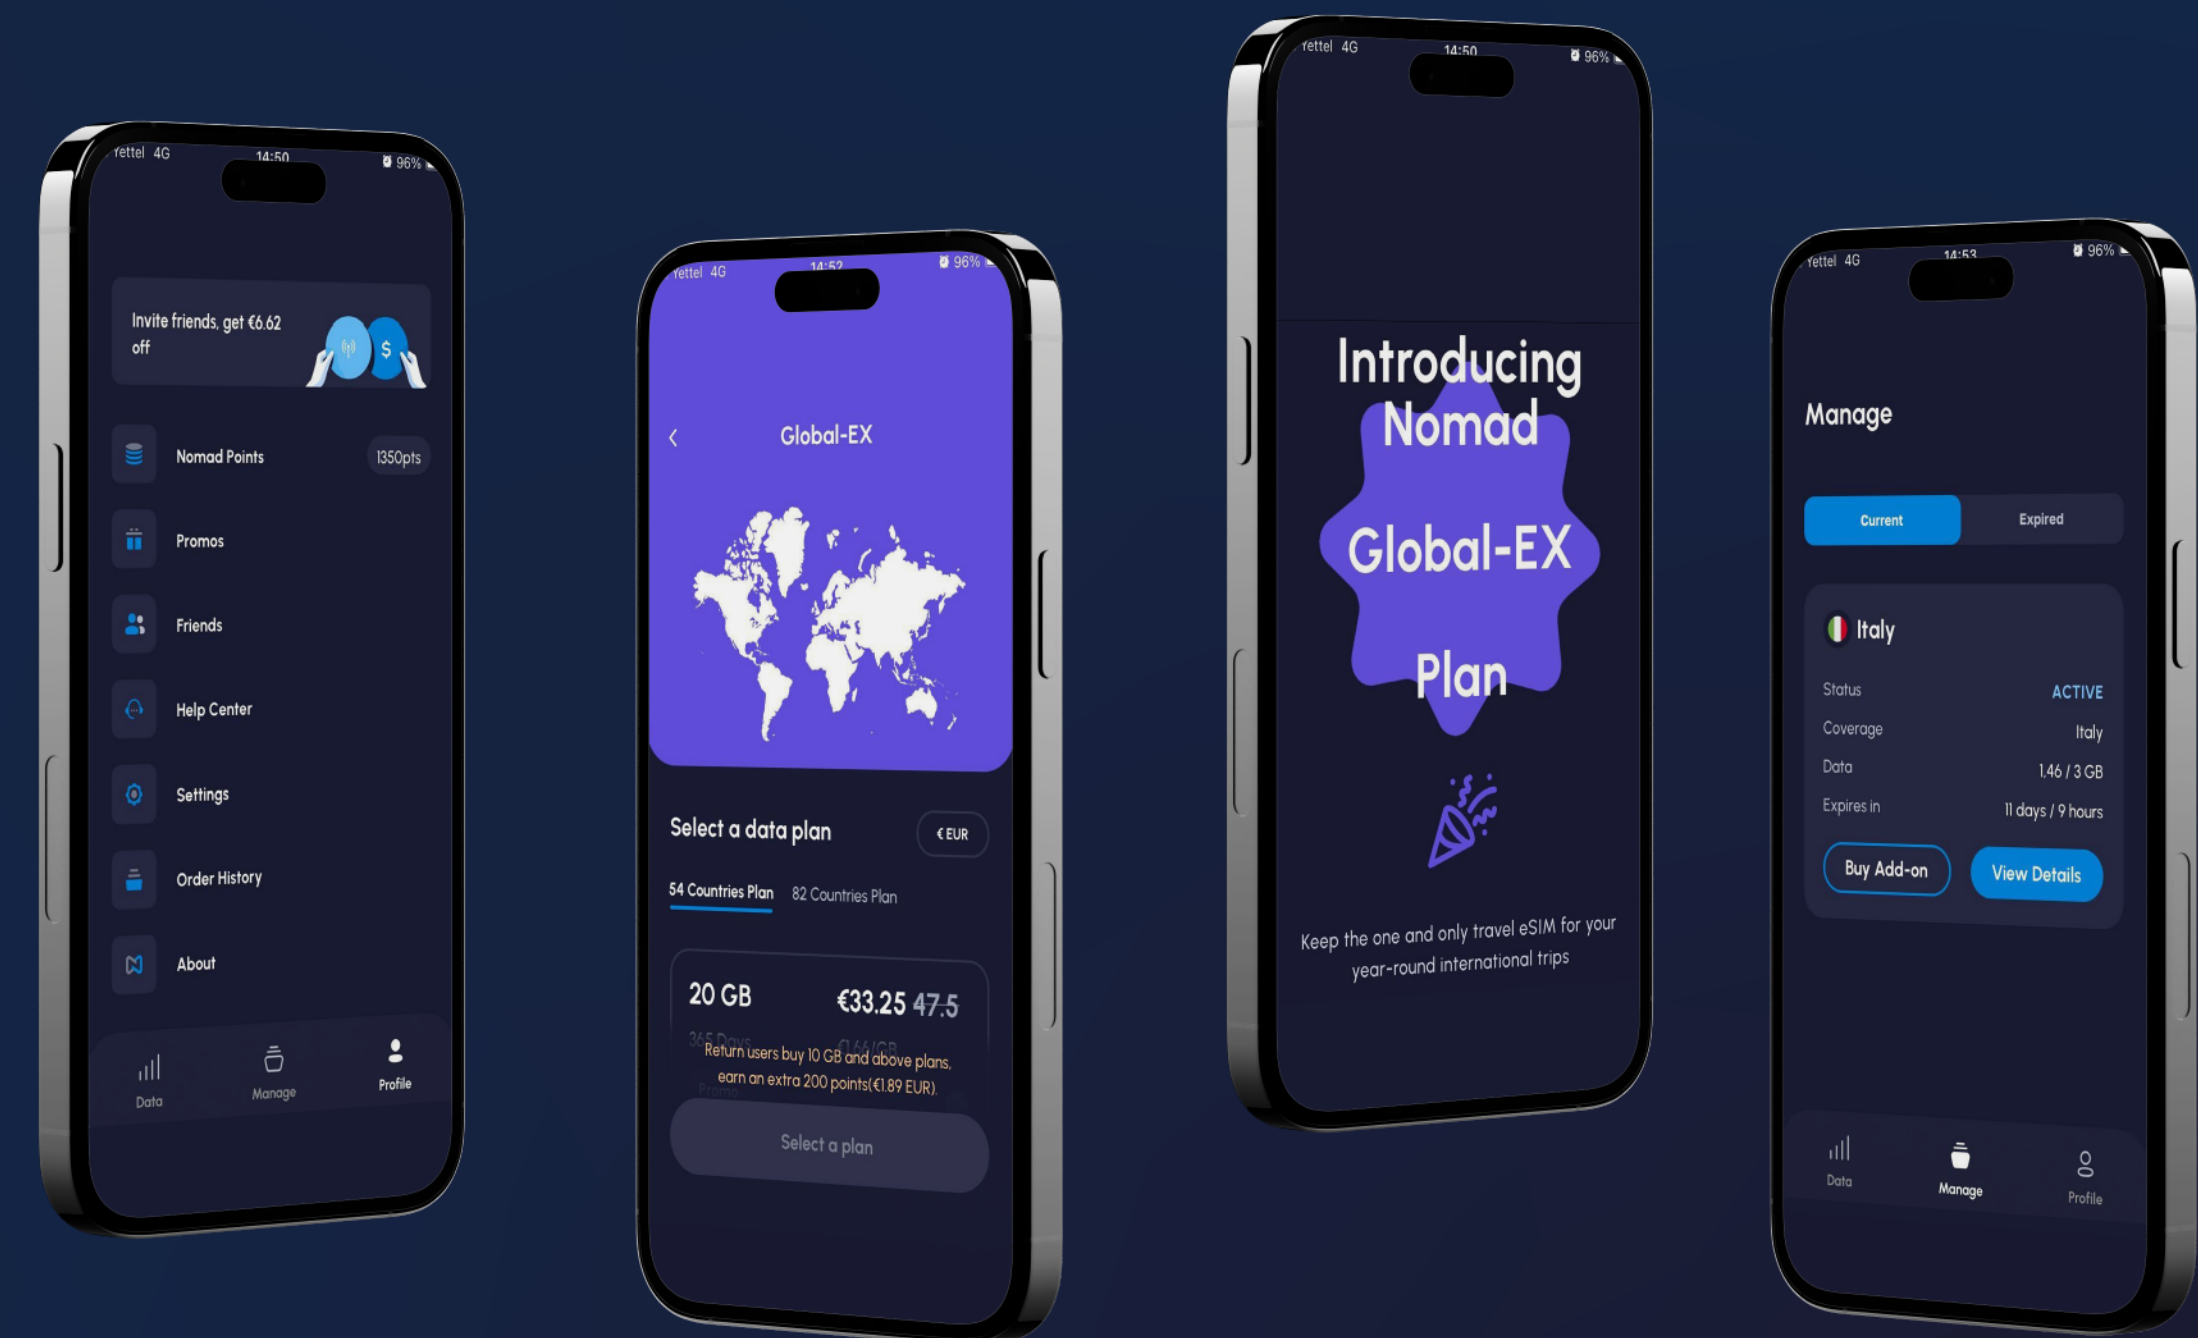 Yettel 4G
14:50
96%
Invite friends, get €6.62
off
$
Nomad Points
1350pts
Promos
Friends
Help Center
Settings
Order History
About
Data
Manage
Profile
Yettel 4G
14:52
96%
Global-EX
Select a data plan
€ EUR
54 Countries Plan
82 Countries Plan
20 GB
€33.25 47.5
365 Days
€1.66/GB
Return users buy 10 GB and above plans,
earn an extra 200 points(€1.89 EUR).
Promo
Select a plan
Yettel 4G
14:50
96%
Introducing
Nomad
Global-EX
Plan
Keep the one and only travel eSIM for your
year-round international trips
Yettel 4G
14:53
96%
Manage
Current
Expired
Italy
Status
ACTIVE
Coverage
Italy
Data
1.46 / 3 GB
Expires in
11 days / 9 hours
Buy Add-on
View Details
Data
Manage
Profile